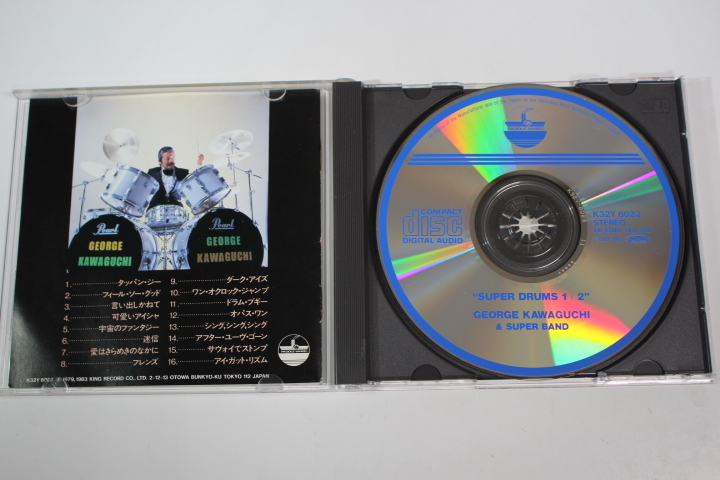 Pearl
GEORGE
KAWAGUCHI
Pearl
GEORGE
KAWAGUCHI
1. タッパン・ジー
2. フィール・ソー・グッド
3. 言い出しかねて
4. 可愛いアイシャ
5. 宇宙のファンタジー
6. 迷信
7. 愛はきらめきのなかに
8. フレンズ
9. ダーク・アイズ
10. ワン・オクロック・ジャンプ
11. ドラム・ブギー
12. オパス・ワン
13. シング,シング,シング
14. アフター・ユーヴ・ゴーン
15. サヴォイでストンプ
16. アイ・ガット・リズム
K32Y 6023 ℗1979, 1983 KING RECORD CO., LTD. 2-12-13 OTOWA BUNKYO-KU TOKYO 112 JAPAN
PADDLE WHEEL
COMPACT
disc
DIGITAL AUDIO
K32Y 6023
STEREO
"SUPER DRUMS 1 2"
GEORGE KAWAGUCHI
& SUPER BAND